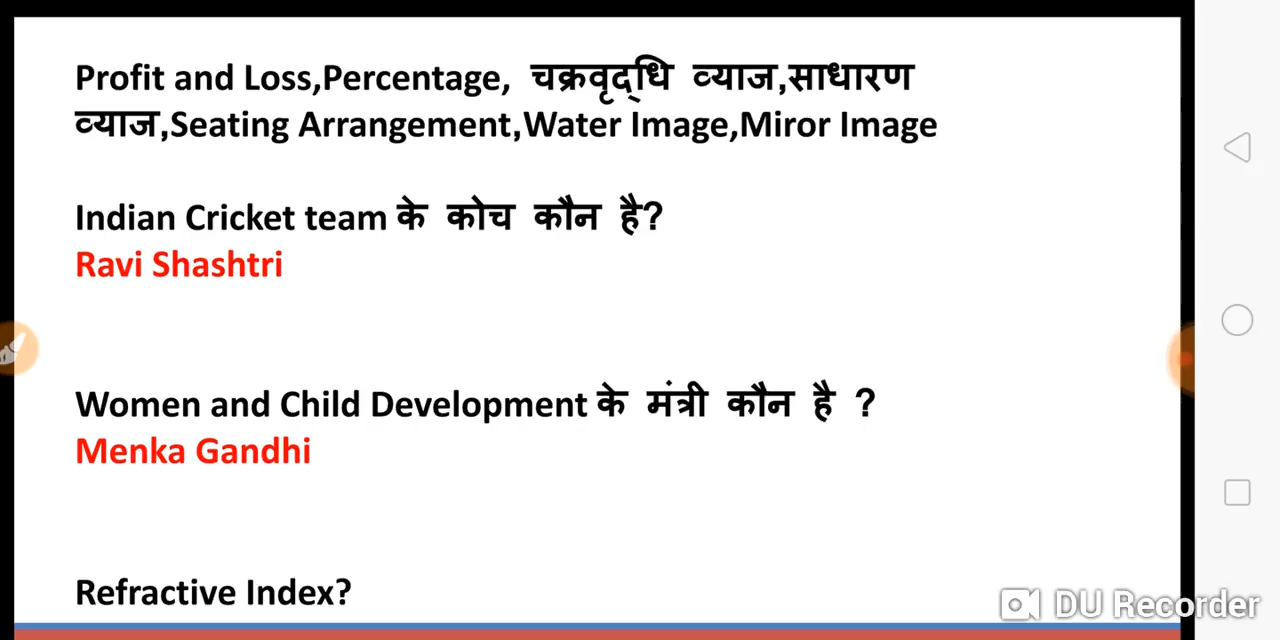 Profit and Loss,Percentage, चक्रवृद्धि व्याज,साधारण
व्याज,Seating Arrangement,Water Image,Miror Image
Indian Cricket team के कोच कौन है?
Ravi Shashtri
Women and Child Development के मंत्री कौन है ?
Menka Gandhi
Refractive Index?
DU Recorder